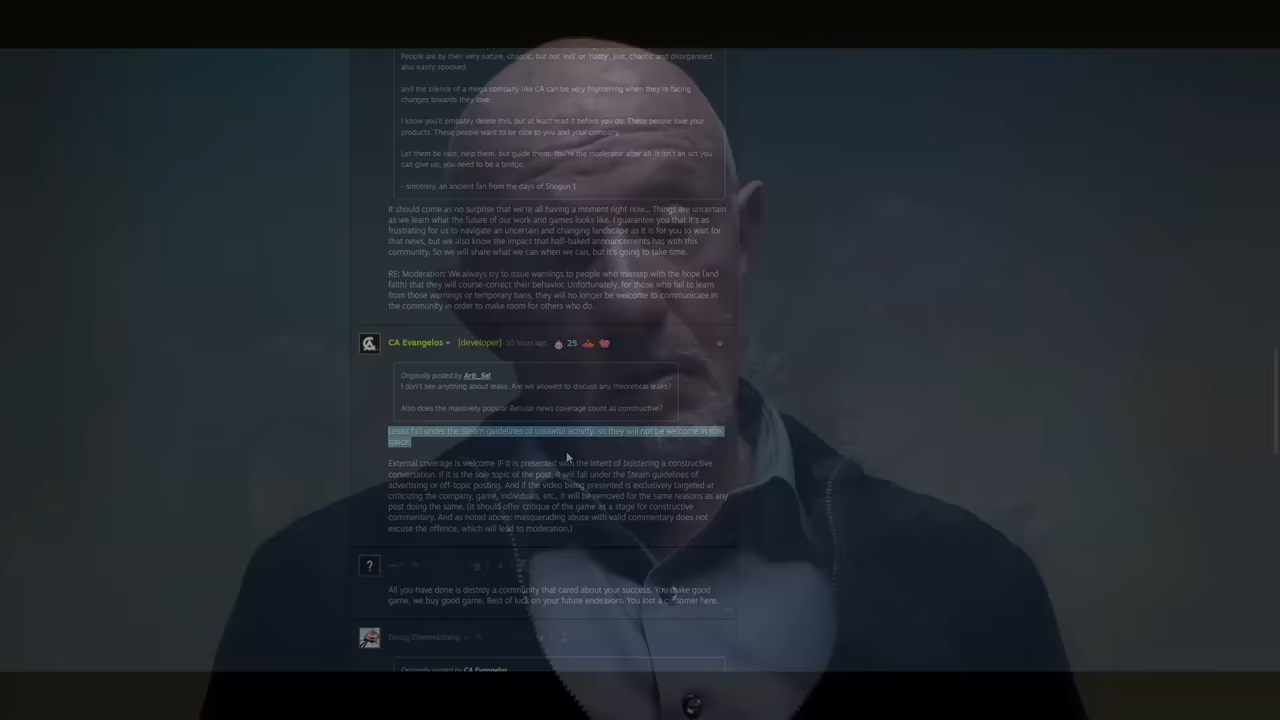 People are by their very nature, chaotic, but not 'evil' or 'nasty', just, chaotic and disorganised,
also easily spooked.
and the silence of a mega company like CA can be very frightening when they're facing
changes towards they love.
I know you'll probably delete this, but at least read it before you do. These people love your
products. These people want to be nice to you and your company.
Let them be nice, help them, but guide them. You're the moderator after all. It isn't an act you
can give up, you need to be a bridge.
- sincerely, an ancient fan from the days of Shogun 1
It should come as no surprise that we're all having a moment right now... Things are uncertain
as we learn what the future of our work and games looks like, I guarantee you that it's as
frustrating for us to navigate an uncertain and changing landscape as it is for you to wait for
that news, but we also know the impact that half-baked announcements has with this
community. So we will share what we can when we can, but it's going to take time.
RE: Moderation: We always try to issue warnings to people who misstep with the hope (and
faith) that they will course-correct their behavior. Unfortunately, for those who fail to learn
from those warnings or temporary bans, they will no longer be welcome to communicate in
the community in order to make room for others who do.
CA Evangelos [developer] 10 hours ago 25
Originally posted by Arti_Sel
I don't see anything about leaks. Are we allowed to discuss any theoretical leaks?
Also does the massively popular Bellular news coverage count as constructive?
Leaks fall under the Steam guidelines of unlawful activity, so they will not be welcome in this
space.
External coverage is welcome IF it is presented with the intent of bolstering a constructive
conversation. If it is the sole topic of the post, it will fall under the Steam guidelines of
advertising or off-topic posting. And if the video being presented is exclusively targeted at
criticizing the company, game, individuals, etc., it will be removed for the same reasons as any
post doing the same. (It should offer critique of the game as a stage for constructive
commentary. And as noted above: masquerading abuse with valid commentary does not
excuse the offence, which will lead to moderation.)
?
All you have done is destroy a community that cared about your success. You make good
game, we buy good game. Best of luck on your future endeavors. You lost a customer here.
Originally posted by CA Evangelos